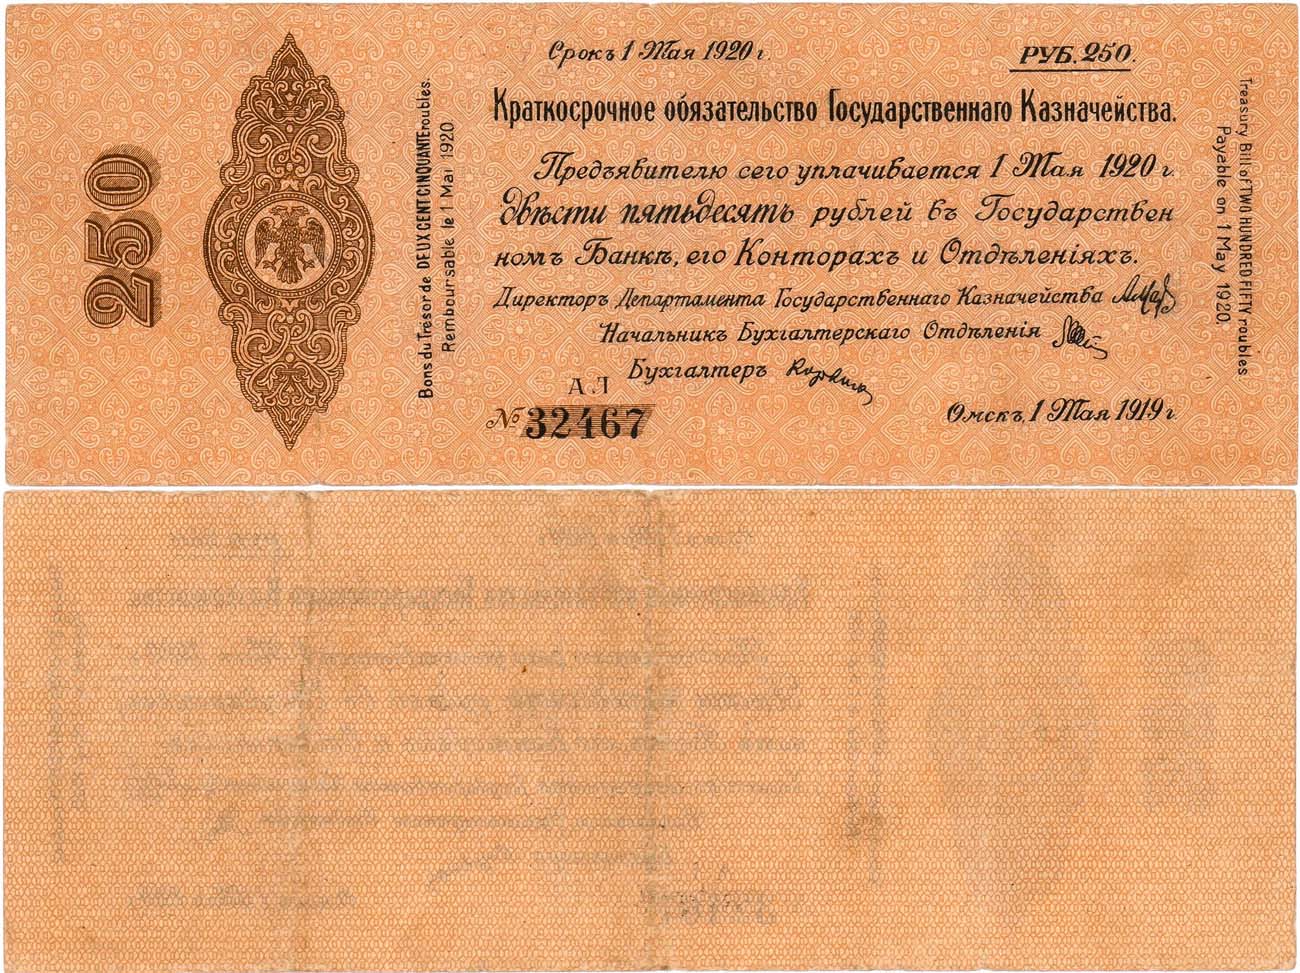 250
Bons du Trésor de DEUX CENT CINQUANTE roubles.
Remboursable le 1 Mai 1920
Срокъ 1 Мая 1920 г.
РУБ. 250.
Краткосрочное обязательство Государственнаго Казначейства.
Предъявителю сего уплачивается 1 Мая 1920 г.
двѣсти пятьдесятъ рублей въ Государствен
номъ Банкѣ, его Конторахъ и Отдѣленіяхъ.
Директоръ Департамента Государственнаго Казначейства
Начальникъ Бухгалтерскаго Отдѣленія
Бухгалтеръ
АЛ
№ 32467
Омскъ, 1 Мая 1919 г.
Treasury Bill of TWO HUNDRED FIFTY roubles.
Payable on 1 May 1920.